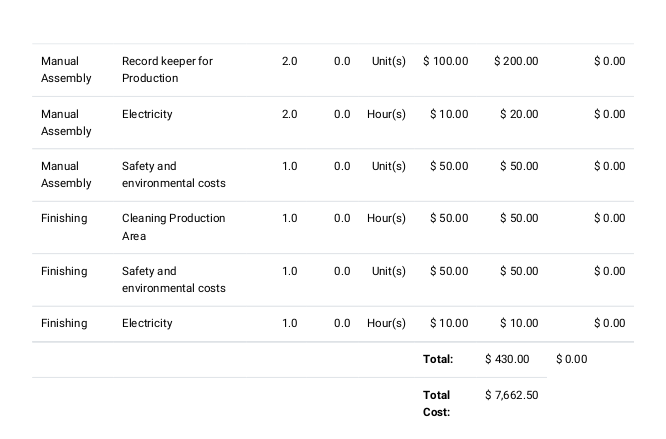 Manual Record keeper for 2.0 0.0 Unit(s) $ 100.00 $ 200.00 $ 0.00
Assembly Production
Manual Electricity 2.0 0.0 Hour(s) $ 10.00 $ 20.00 $ 0.00
Assembly
Manual Safety and 1.0 0.0 Unit(s) $ 50.00 $ 50.00 $ 0.00
Assembly environmental costs
Finishing Cleaning Production 1.0 0.0 Hour(s) $ 50.00 $ 50.00 $ 0.00
Area
Finishing Safety and 1.0 0.0 Unit(s) $ 50.00 $ 50.00 $ 0.00
environmental costs
Finishing Electricity 1.0 0.0 Hour(s) $ 10.00 $ 10.00 $ 0.00
Total: $ 430.00 $ 0.00
Total $ 7,662.50
Cost: